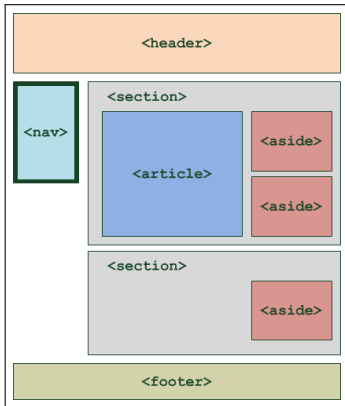 <header>
<nav>
<section>
<article>
<aside>
<aside>
<section>
<aside>
<footer>